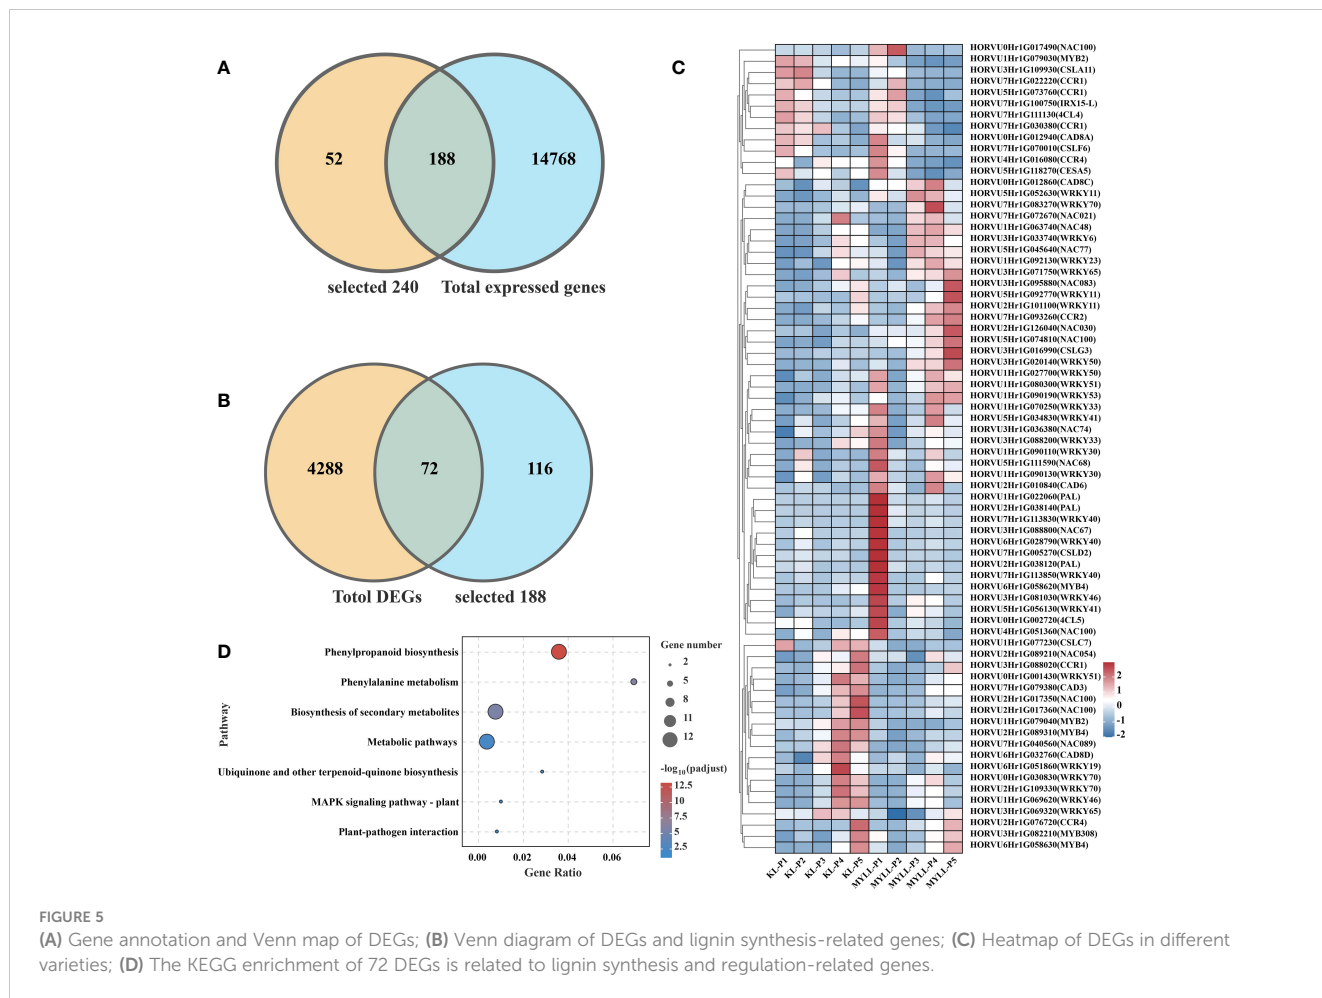 A
52
188
14768
selected 240
Total expressed genes
B
4288
72
116
Totol DEGs
selected 188
C
HORVU0Hr1G017490(NAC100)
HORVU1Hr1G079030(MYB2)
HORVU3Hr1G109930(CSLA11)
HORVU7Hr1G022220(CCR1)
HORVU5Hr1G073760(CCR1)
HORVU7Hr1G100750(IRX15-L)
HORVU7Hr1G111130(4CL4)
HORVU7Hr1G030380(CCR1)
HORVU0Hr1G012940(CAD8A)
HORVU7Hr1G070010(CSLF6)
HORVU4Hr1G016080(CCR4)
HORVU5Hr1G118270(CESA5)
HORVU0Hr1G012860(CAD8C)
HORVU5Hr1G052630(WRKY11)
HORVU7Hr1G083270(WRKY70)
HORVU7Hr1G072670(NAC021)
HORVU1Hr1G063740(NAC48)
HORVU3Hr1G033740(WRKY6)
HORVU5Hr1G045640(NAC77)
HORVU1Hr1G092130(WRKY23)
HORVU3Hr1G071750(WRKY65)
HORVU3Hr1G095880(NAC083)
HORVU5Hr1G092770(WRKY11)
HORVU2Hr1G101100(WRKY11)
HORVU7Hr1G093260(CCR2)
HORVU2Hr1G126040(NAC030)
HORVU5Hr1G074810(NAC100)
HORVU3Hr1G016990(CSLG3)
HORVU3Hr1G020140(WRKY50)
HORVU1Hr1G027700(WRKY50)
HORVU1Hr1G080300(WRKY51)
HORVU1Hr1G090190(WRKY53)
HORVU1Hr1G070250(WRKY33)
HORVU5Hr1G034830(WRKY41)
HORVU3Hr1G036380(NAC74)
HORVU3Hr1G088200(WRKY33)
HORVU1Hr1G090110(WRKY30)
HORVU5Hr1G111590(NAC68)
HORVU1Hr1G090130(WRKY30)
HORVU2Hr1G010840(CAD6)
HORVU1Hr1G022060(PAL)
HORVU2Hr1G038140(PAL)
HORVU7Hr1G113830(WRKY40)
HORVU3Hr1G088800(NAC67)
HORVU6Hr1G028790(WRKY40)
HORVU7Hr1G005270(CSLD2)
HORVU2Hr1G038120(PAL)
HORVU7Hr1G113850(WRKY40)
HORVU6Hr1G058620(MYB4)
HORVU3Hr1G081030(WRKY46)
HORVU5Hr1G056130(WRKY41)
HORVU0Hr1G002720(4CL5)
HORVU4Hr1G051360(NAC100)
HORVU1Hr1G077230(CSLC7)
HORVU2Hr1G089210(NAC054)
HORVU3Hr1G088020(CCR1)
HORVU0Hr1G001430(WRKY51)
HORVU7Hr1G079380(CAD3)
HORVU2Hr1G017350(NAC100)
HORVU2Hr1G017360(NAC100)
HORVU1Hr1G079040(MYB2)
HORVU2Hr1G089310(MYB4)
HORVU7Hr1G040560(NAC089)
HORVU6Hr1G032760(CAD8D)
HORVU6Hr1G051860(WRKY19)
HORVU0Hr1G030830(WRKY70)
HORVU2Hr1G109330(WRKY70)
HORVU1Hr1G069620(WRKY46)
HORVU3Hr1G069320(WRKY65)
HORVU2Hr1G076720(CCR4)
HORVU3Hr1G082210(MYB308)
HORVU6Hr1G058630(MYB4)
KL-P1
KL-P2
KL-P3
KL-P4
KL-P5
MYLL-P1
MYLL-P2
MYLL-P3
MYLL-P4
MYLL-P5
2
1
0
-1
-2
D
Pathway
Phenylpropanoid biosynthesis
Phenylalanine metabolism
Biosynthesis of secondary metabolites
Metabolic pathways
Ubiquinone and other terpenoid-quinone biosynthesis
MAPK signaling pathway - plant
Plant-pathogen interaction
0.00
0.02
0.04
0.06
Gene Ratio
Gene number
2
5
8
11
12
-log10(padjust)
12.5
10
7.5
5
2.5
FIGURE 5
(A) Gene annotation and Venn map of DEGs; (B) Venn diagram of DEGs and lignin synthesis-related genes; (C) Heatmap of DEGs in different
varieties; (D) The KEGG enrichment of 72 DEGs is related to lignin synthesis and regulation-related genes.